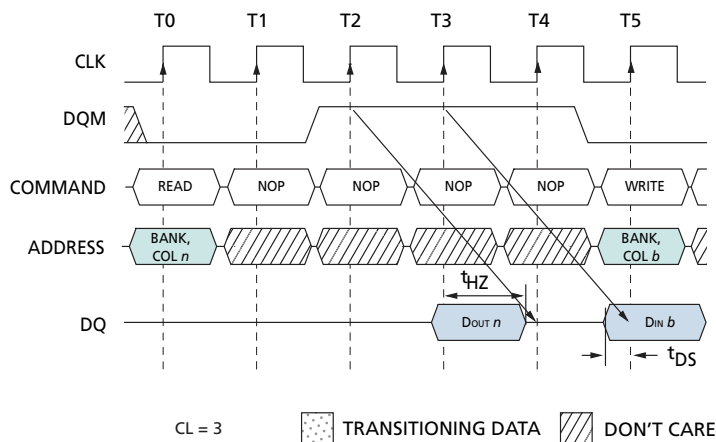 T0 T1 T2 T3 T4 T5
CLK
DQM
COMMAND READ NOP NOP NOP NOP WRITE
ADDRESS BANK, COL n BANK, COL b
tHZ
DQ DOUT n DIN b
tDS
CL = 3 TRANSITIONING DATA DON'T CARE